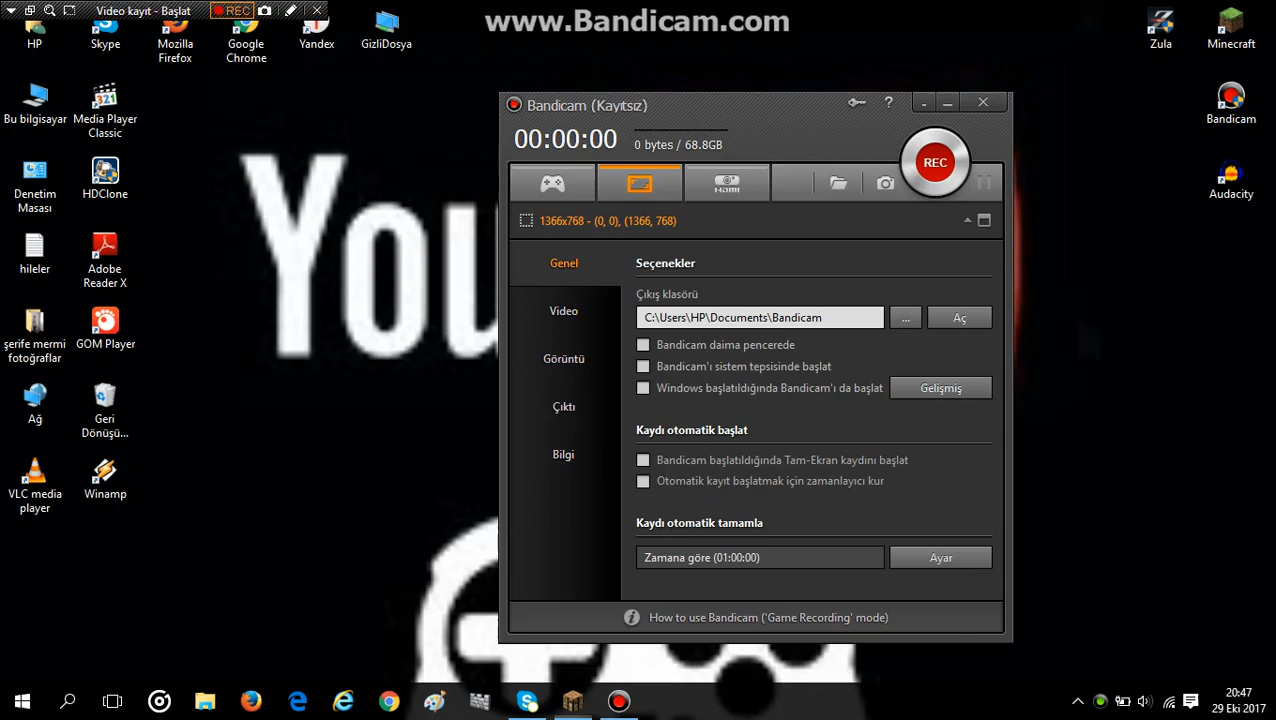 Video kayıt - Başlat
REC
www.Bandicam.com
HP
Skype
Mozilla
Firefox
Google
Chrome
Yandex
GizliDosya
Zula
Minecraft
Bu bilgisayar
Media Player
Classic
Bandicam
Denetim
Masası
HDClone
Audacity
hileler
Adobe
Reader X
şerife mermi
fotoğraflar
GOM Player
Ağ
Geri
Dönüşü...
VLC media
player
Winamp
You
Bandicam (Kayıtsız)
00:00:00
0 bytes / 68.8GB
REC
HDMI
1366x768 - (0, 0), (1366, 768)
Genel
Video
Görüntü
Çıktı
Bilgi
Seçenekler
Çıkış klasörü
C:\Users\HP\Documents\Bandicam
...
Aç
Bandicam daima pencerede
Bandicam'ı sistem tepsisinde başlat
Windows başlatıldığında Bandicam'ı da başlat
Gelişmiş
Kaydı otomatik başlat
Bandicam başlatıldığında Tam-Ekran kaydını başlat
Otomatik kayıt başlatmak için zamanlayıcı kur
Kaydı otomatik tamamla
Zamana göre (01:00:00)
Ayar
How to use Bandicam ('Game Recording' mode)
20:47
29 Eki 2017